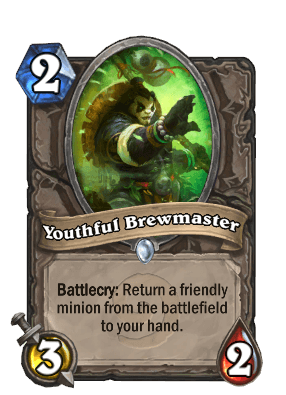 2
Youthful Brewmaster
Battlecry: Return a friendly
minion from the battlefield
to your hand.
3
2